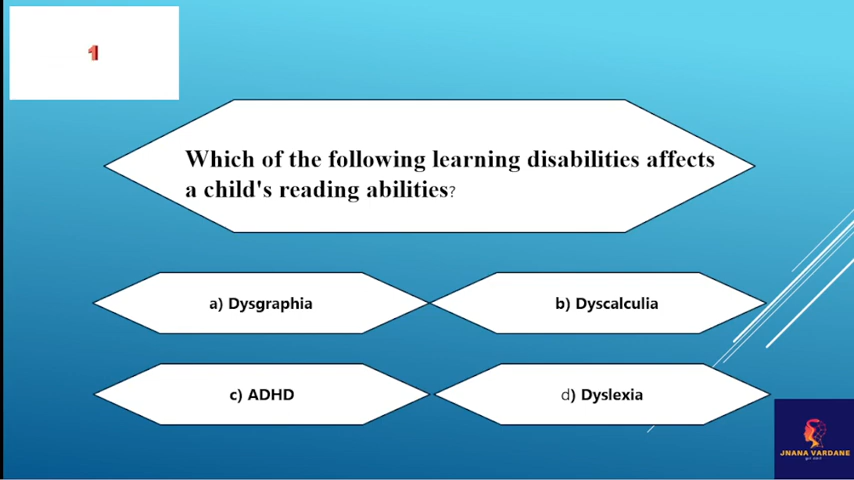 1
Which of the following learning disabilities affects
a child's reading abilities?
a) Dysgraphia
b) Dyscalculia
c) ADHD
d) Dyslexia
JNANA VARDANE